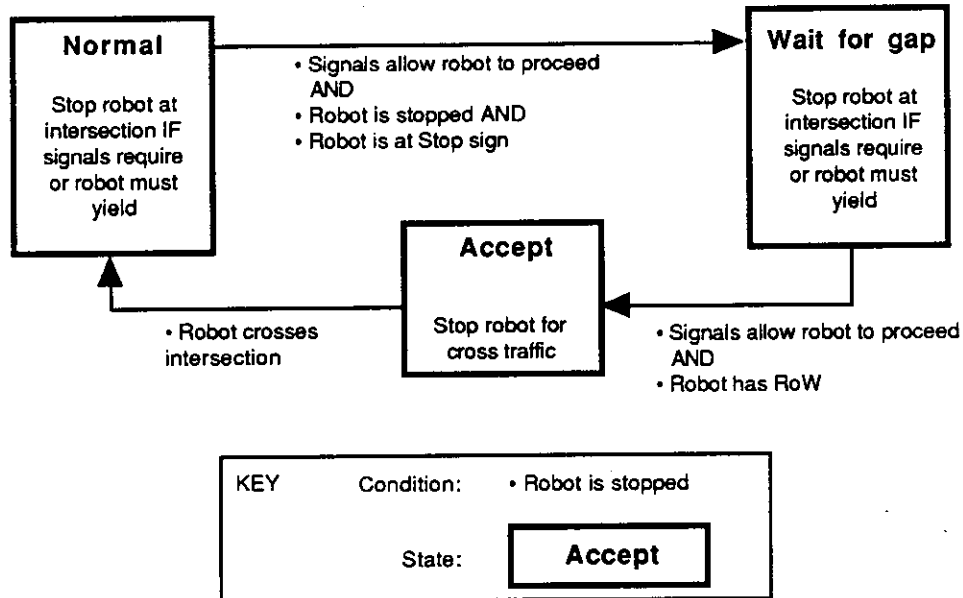 Normal
Stop robot at
intersection IF
signals require
or robot must
yield
• Signals allow robot to proceed
AND
• Robot is stopped AND
• Robot is at Stop sign
Wait for gap
Stop robot at
intersection IF
signals require
or robot must
yield
Accept
Stop robot for
cross traffic
• Robot crosses
intersection
• Signals allow robot to proceed
AND
• Robot has RoW
KEY Condition: • Robot is stopped
State: Accept